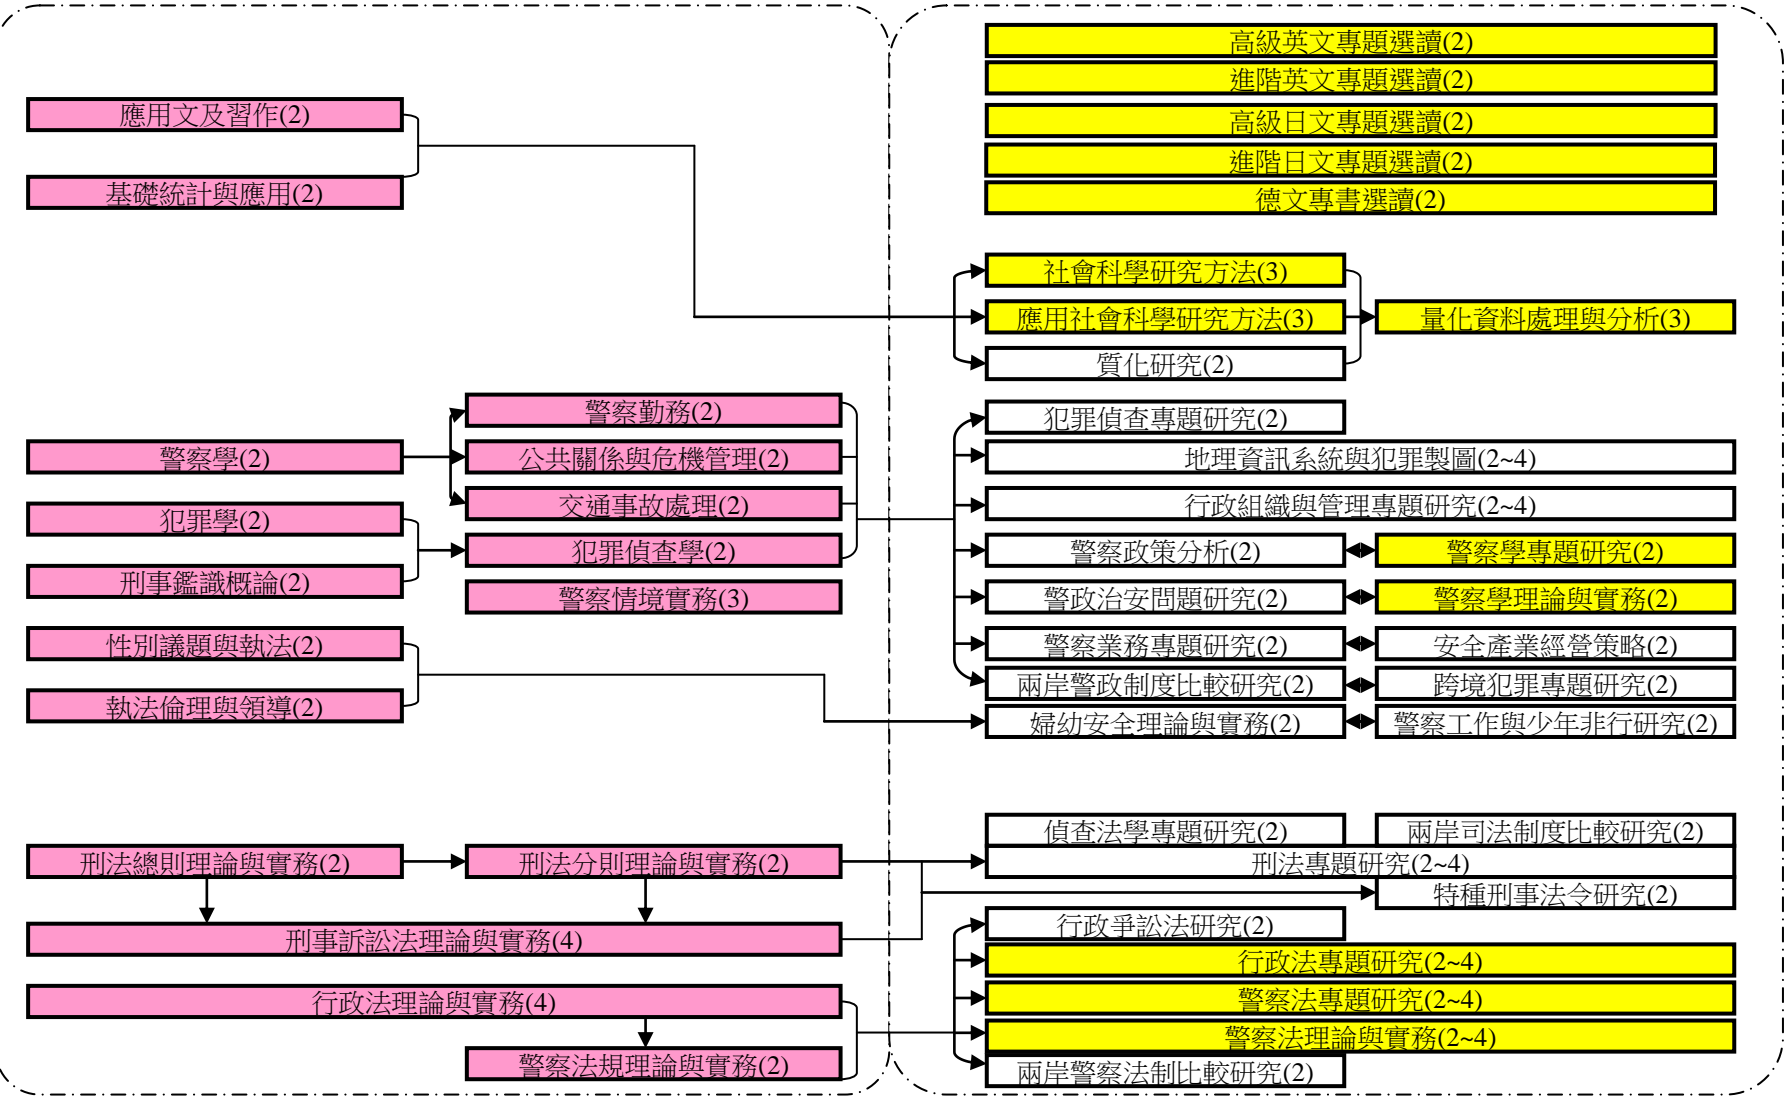 高級英文專題選讀(2)
進階英文專題選讀(2)
高級日文專題選讀(2)
進階日文專題選讀(2)
德文專書選讀(2)
應用文及習作(2)
基礎統計與應用(2)
社會科學研究方法(3)
應用社會科學研究方法(3)
量化資料處理與分析(3)
質化研究(2)
警察學(2)
犯罪學(2)
刑事鑑識概論(2)
性別議題與執法(2)
執法倫理與領導(2)
警察勤務(2)
公共關係與危機管理(2)
交通事故處理(2)
犯罪偵查學(2)
警察情境實務(3)
犯罪偵查專題研究(2)
地理資訊系統與犯罪製圖(2~4)
行政組織與管理專題研究(2~4)
警察政策分析(2)
警察學專題研究(2)
警政治安問題研究(2)
警察學理論與實務(2)
警察業務專題研究(2)
安全產業經營策略(2)
兩岸警政制度比較研究(2)
跨境犯罪專題研究(2)
婦幼安全理論與實務(2)
警察工作與少年非行研究(2)
刑法總則理論與實務(2)
刑法分則理論與實務(2)
刑事訴訟法理論與實務(4)
行政法理論與實務(4)
警察法規理論與實務(2)
偵查法學專題研究(2)
兩岸司法制度比較研究(2)
刑法專題研究(2~4)
特種刑事法令研究(2)
行政爭訟法研究(2)
行政法專題研究(2~4)
警察法專題研究(2~4)
警察法理論與實務(2~4)
兩岸警察法制比較研究(2)